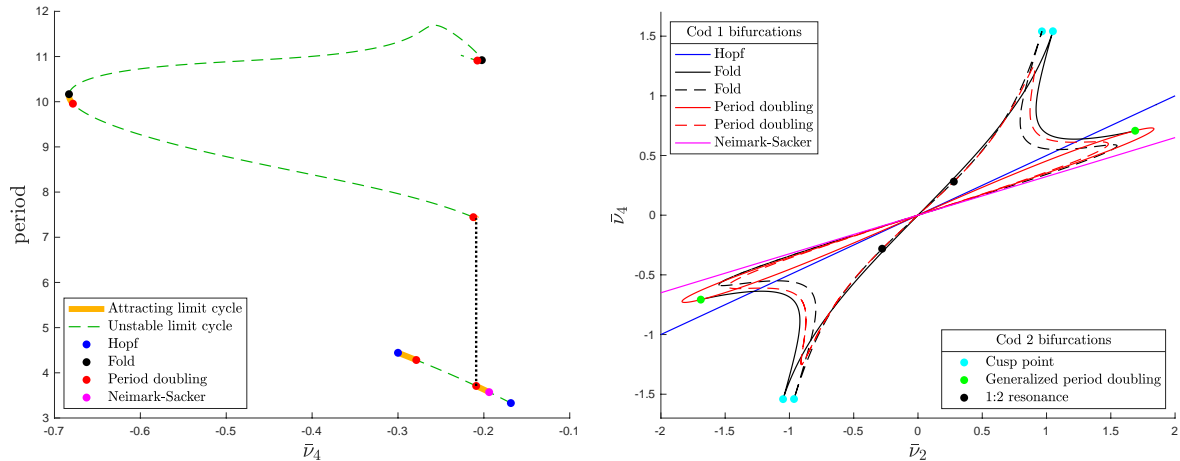 12
11
10
9
8
7
6
5
4
3
period
-0.7
-0.6
-0.5
-0.4
-0.3
-0.2
-0.1
ν̄₄
Attracting limit cycle
Unstable limit cycle
Hopf
Fold
Period doubling
Neimark-Sacker
1.5
1
0.5
0
-0.5
-1
-1.5
ν̄₄
-2
-1.5
-1
-0.5
0
0.5
1
1.5
2
ν̄₂
Cod 1 bifurcations
Hopf
Fold
Fold
Period doubling
Period doubling
Neimark-Sacker
Cod 2 bifurcations
Cusp point
Generalized period doubling
1:2 resonance